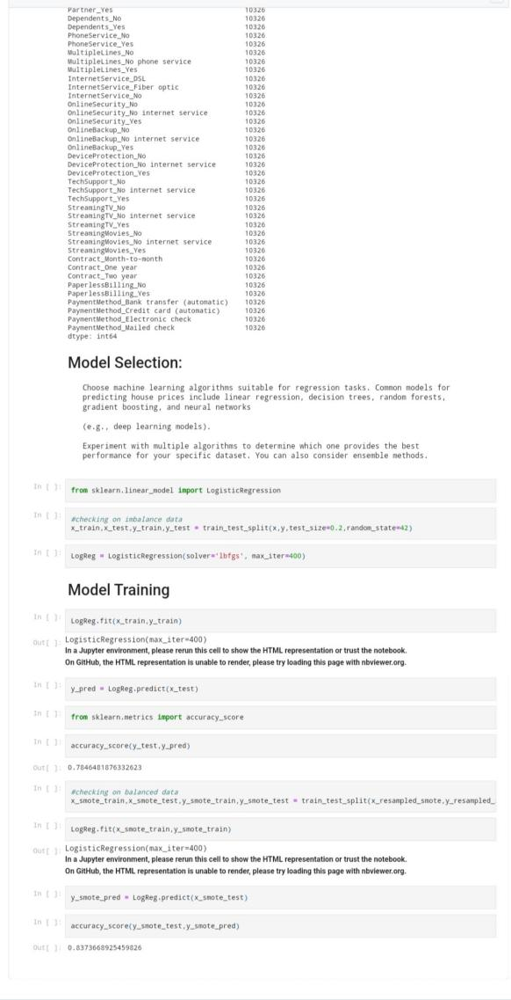 Partner_Yes 10326
Dependents_No 10326
Dependents_Yes 10326
PhoneService_No 10326
PhoneService_Yes 10326
MultipleLines_No 10326
MultipleLines_No phone service 10326
MultipleLines_Yes 10326
InternetService_DSL 10326
InternetService_Fiber optic 10326
InternetService_No 10326
OnlineSecurity_No 10326
OnlineSecurity_No internet service 10326
OnlineSecurity_Yes 10326
OnlineBackup_No 10326
OnlineBackup_No internet service 10326
OnlineBackup_Yes 10326
DeviceProtection_No 10326
DeviceProtection_No internet service 10326
DeviceProtection_Yes 10326
TechSupport_No 10326
TechSupport_No internet service 10326
TechSupport_Yes 10326
StreamingTV_No 10326
StreamingTV_No internet service 10326
StreamingTV_Yes 10326
StreamingMovies_No 10326
StreamingMovies_No internet service 10326
StreamingMovies_Yes 10326
Contract_Month-to-month 10326
Contract_One year 10326
Contract_Two year 10326
PaperlessBilling_No 10326
PaperlessBilling_Yes 10326
PaymentMethod_Bank transfer (automatic) 10326
PaymentMethod_Credit card (automatic) 10326
PaymentMethod_Electronic check 10326
PaymentMethod_Mailed check 10326
dtype: int64
Model Selection:
Choose machine learning algorithms suitable for regression tasks. Common models for
predicting house prices include linear regression, decision trees, random forests,
gradient boosting, and neural networks
(e.g., deep learning models).
Experiment with multiple algorithms to determine which one provides the best
performance for your specific dataset. You can also consider ensemble methods.
In [ ]: from sklearn.linear_model import LogisticRegression
In [ ]: #checking on imbalance data
x_train,x_test,y_train,y_test = train_test_split(x,y,test_size=0.2,random_state=42)
In [ ]: LogReg = LogisticRegression(solver='lbfgs', max_iter=400)
Model Training
In [ ]: LogReg.fit(x_train,y_train)
Out[ ]: LogisticRegression(max_iter=400)
In a Jupyter environment, please rerun this cell to show the HTML representation or trust the notebook.
On GitHub, the HTML representation is unable to render, please try loading this page with nbviewer.org.
In [ ]: y_pred = LogReg.predict(x_test)
In [ ]: from sklearn.metrics import accuracy_score
In [ ]: accuracy_score(y_test,y_pred)
Out[ ]: 0.7846481876332623
In [ ]: #checking on balanced data
x_smote_train,x_smote_test,y_smote_train,y_smote_test = train_test_split(x_resampled_smote,y_resampled_
In [ ]: LogReg.fit(x_smote_train,y_smote_train)
Out[ ]: LogisticRegression(max_iter=400)
In a Jupyter environment, please rerun this cell to show the HTML representation or trust the notebook.
On GitHub, the HTML representation is unable to render, please try loading this page with nbviewer.org.
In [ ]: y_smote_pred = LogReg.predict(x_smote_test)
In [ ]: accuracy_score(y_smote_test,y_smote_pred)
Out[ ]: 0.8373668925459826